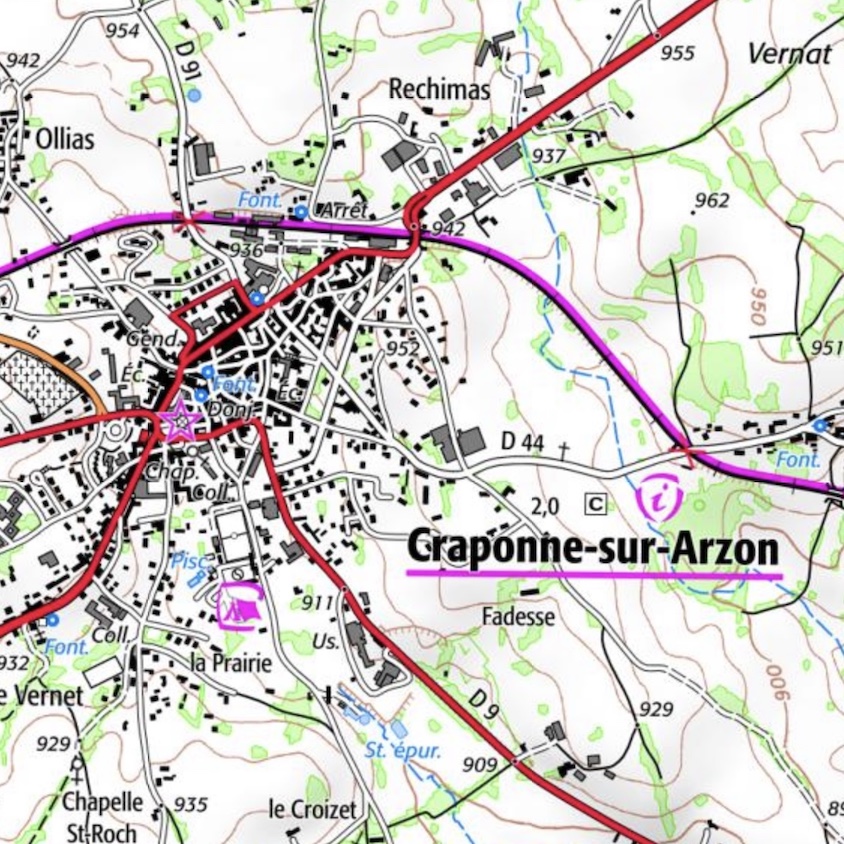 954
955
Vernat
942
D 91
Rechimas
Ollias
937
Font.
Arrêt
962
942
936
950
Gend.
952
951
Éc.
Font.
Éc.
Donj.
D 44
Font.
Chap.
Coll.
2,0
C
i
Craponne-sur-Arzon
Pisc.
911
Fadesse
Font.
Coll.
Us.
932
la Prairie
900
e Vernet
D 9
929
929
St. épur.
909
Chapelle
St-Roch
935
le Croizet